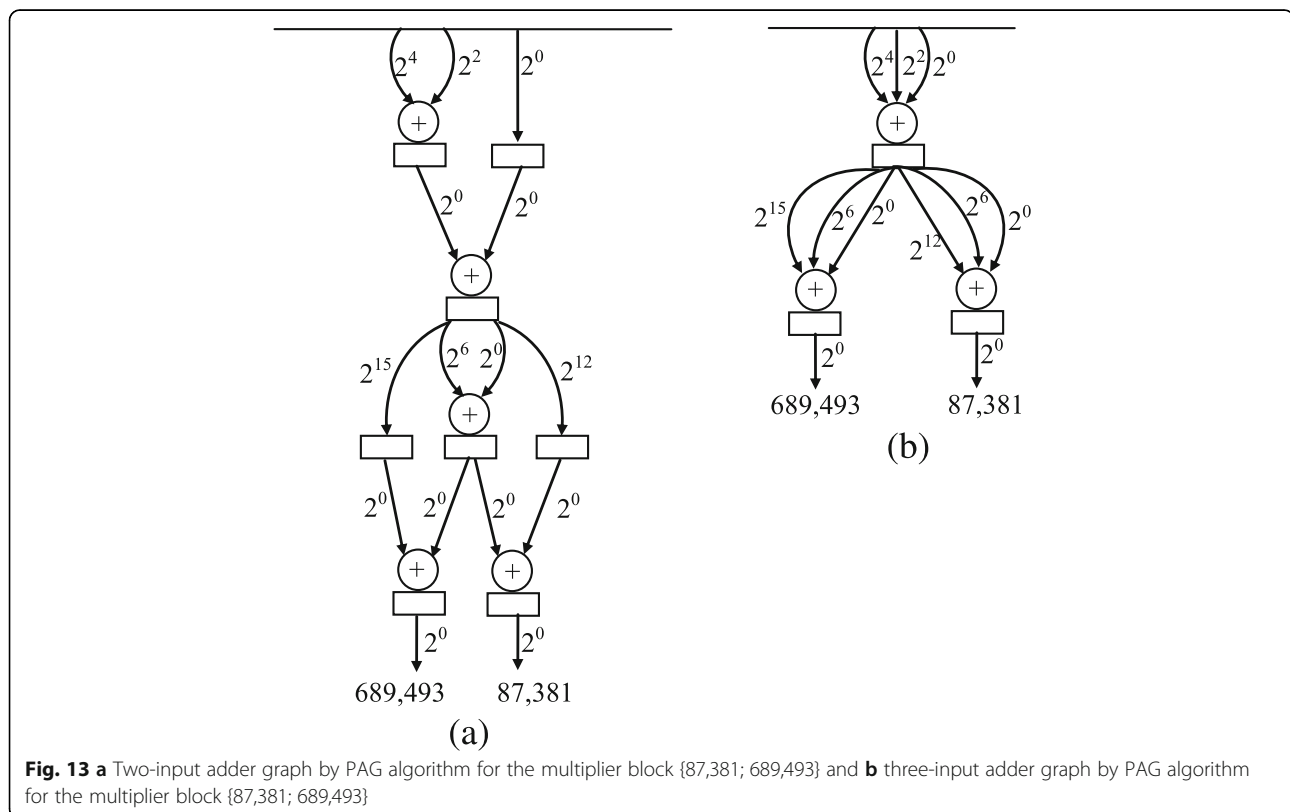 2^4 2^2 2^0
+
2^0 2^0
+
2^15 2^6 2^0 2^12
+
2^0 2^0 2^0 2^0
+ +
2^0 2^0
689,493 87,381
(a)
2^4 2^2 2^0
+
2^15 2^6 2^0 2^12 2^6 2^0
+ +
2^0 2^0
689,493 87,381
(b)
Fig. 13 a Two-input adder graph by PAG algorithm for the multiplier block {87,381; 689,493} and b three-input adder graph by PAG algorithm
for the multiplier block {87,381; 689,493}